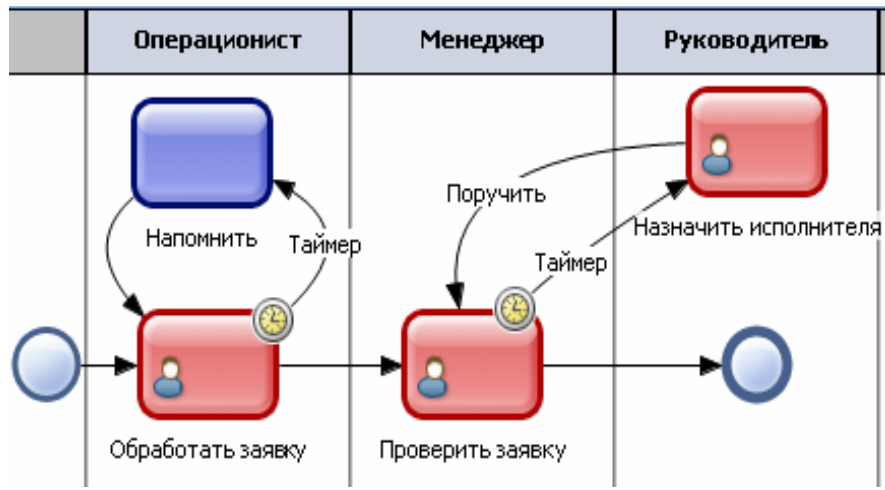 Операционист
Менеджер
Руководитель
Поручить
Назначить исполнителя
Напомнить
Таймер
Таймер
Обработать заявку
Проверить заявку